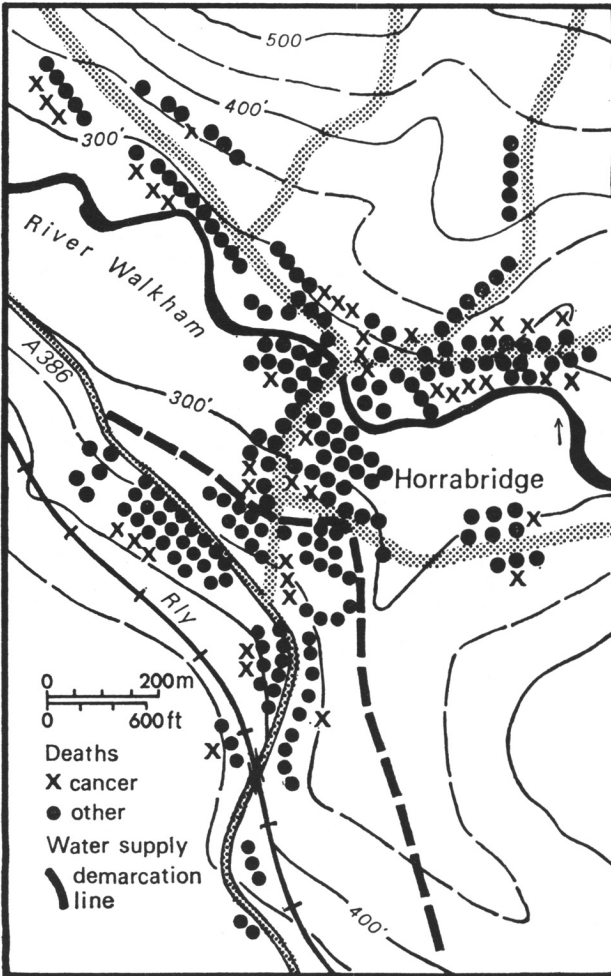 500
400'
300'
River Walkham
A386
300'
Horrabridge
Rly
0 200m
0 600ft
Deaths
x cancer
● other
Water supply
demarcation
line
400'